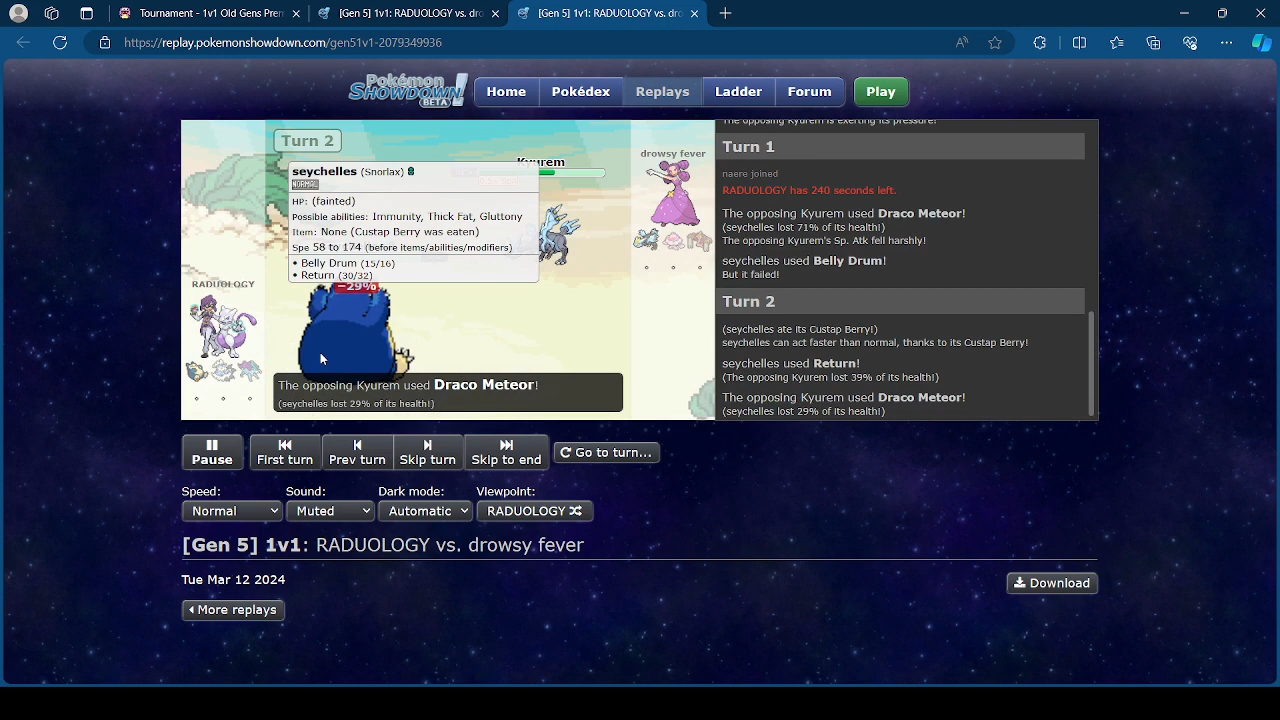 Tournament - 1v1 Old Gens Prem
[Gen 5] 1v1: RADUOLOGY vs. dro
[Gen 5] 1v1: RADUOLOGY vs. dro
https://replay.pokemonshowdown.com/gen51v1-2079349936
Pokémon
SHOWDOWN!
BETA
Home
Pokédex
Replays
Ladder
Forum
Play
Turn 2
Kyurem
seychelles (Snorlax)
NORMAL
HP: (fainted)
Possible abilities: Immunity, Thick Fat, Gluttony
Item: None (Custap Berry was eaten)
Spe 58 to 174 (before items/abilities/modifiers)
• Belly Drum (15/16)
• Return (30/32)
drowsy fever
RADUOLOGY
−29%
The opposing Kyurem used Draco Meteor!
(seychelles lost 29% of its health!)
The opposing Kyurem is exerting its pressure!
Turn 1
naere joined
RADUOLOGY has 240 seconds left.
The opposing Kyurem used Draco Meteor!
(seychelles lost 71% of its health!)
The opposing Kyurem's Sp. Atk fell harshly!
seychelles used Belly Drum!
But it failed!
Turn 2
(seychelles ate its Custap Berry!)
seychelles can act faster than normal, thanks to its Custap Berry!
seychelles used Return!
(The opposing Kyurem lost 39% of its health!)
The opposing Kyurem used Draco Meteor!
(seychelles lost 29% of its health!)
Pause
First turn
Prev turn
Skip turn
Skip to end
Go to turn...
Speed:
Sound:
Dark mode:
Viewpoint:
Normal
Muted
Automatic
RADUOLOGY
[Gen 5] 1v1: RADUOLOGY vs. drowsy fever
Tue Mar 12 2024
Download
More replays